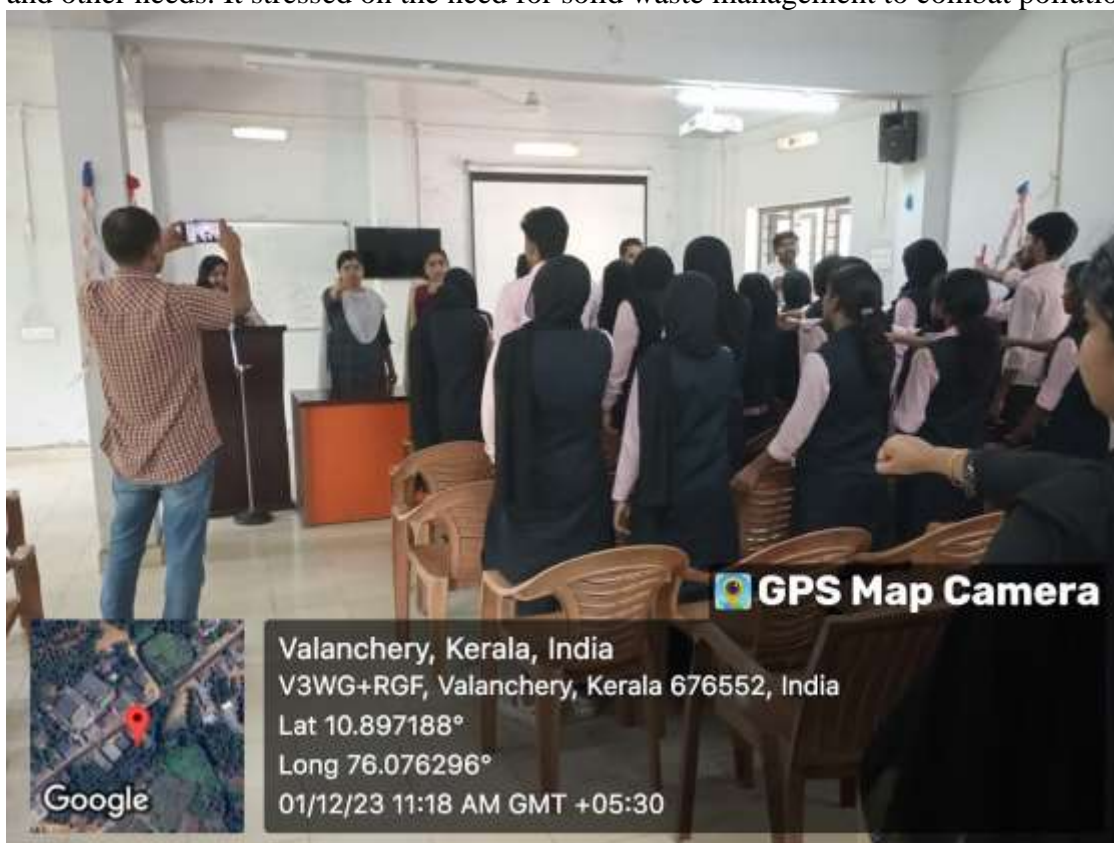 and other needs. It stressed on the need for solid waste management to combat pollutio
GPS Map Camera
Valanchery, Kerala, India
V3WG+RGF, Valanchery, Kerala 676552, India
Lat 10.897188°
Long 76.076296°
01/12/23 11:18 AM GMT +05:30
Google